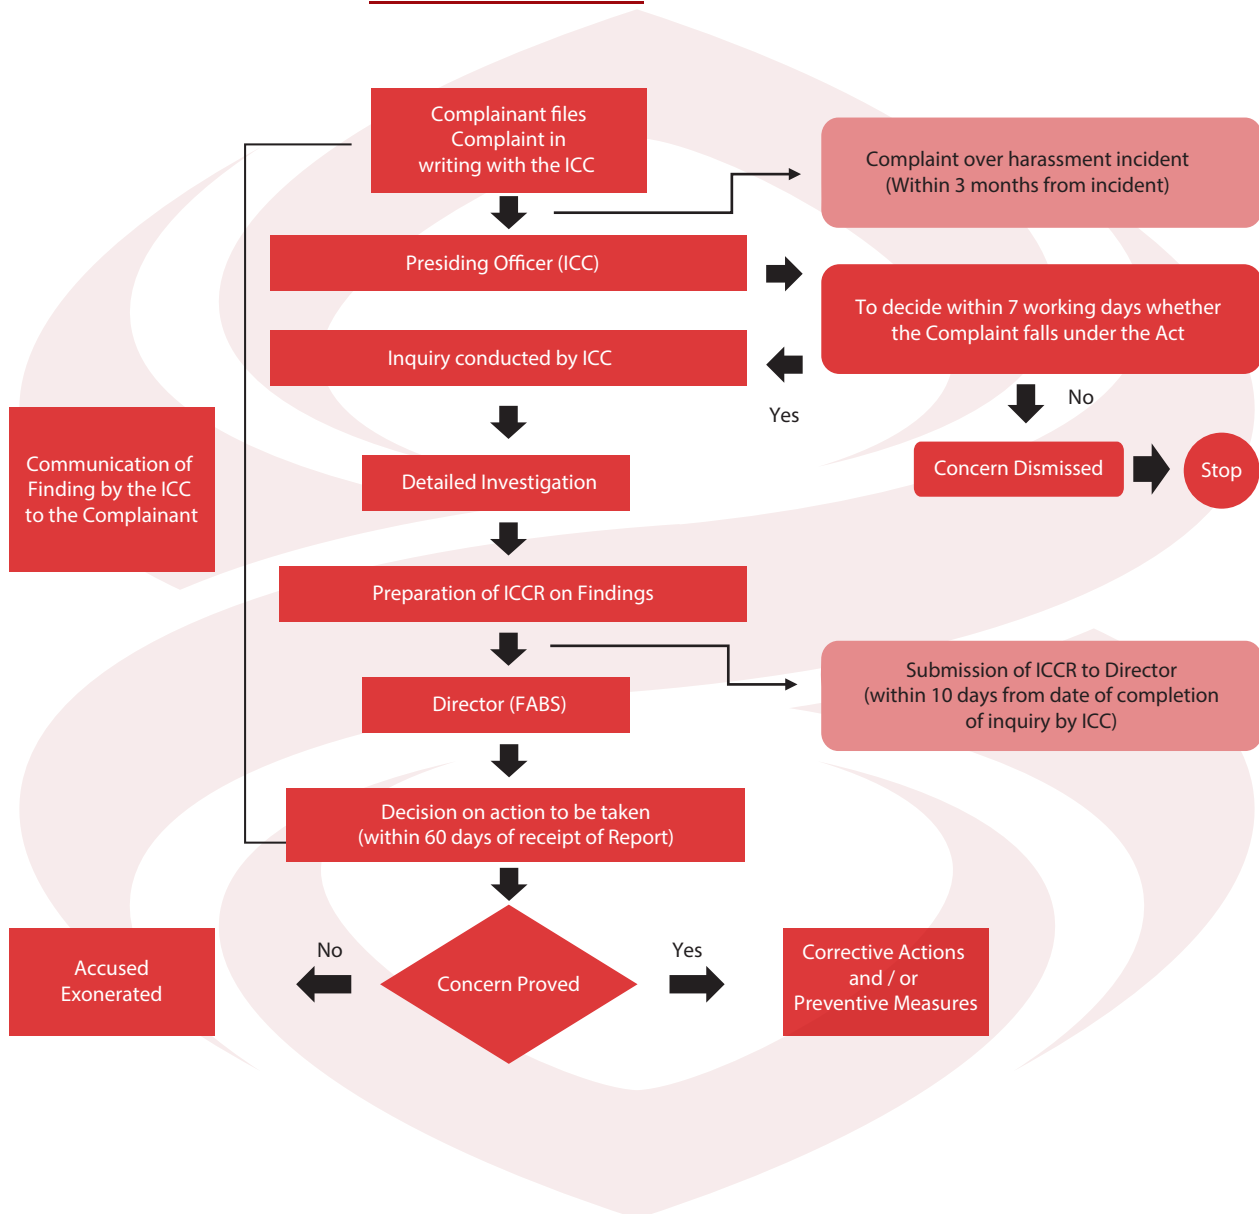 Complainant files
Complaint in
writing with the ICC
Complaint over harassment incident
(Within 3 months from incident)
Presiding Officer (ICC)
To decide within 7 working days whether
the Complaint falls under the Act
Inquiry conducted by ICC
Yes
No
Communication of
Finding by the ICC
to the Complainant
Concern Dismissed
Stop
Detailed Investigation
Preparation of ICCR on Findings
Submission of ICCR to Director
(within 10 days from date of completion
of inquiry by ICC)
Director (FABS)
Decision on action to be taken
(within 60 days of receipt of Report)
No
Yes
Accused
Exonerated
Concern Proved
Corrective Actions
and / or
Preventive Measures